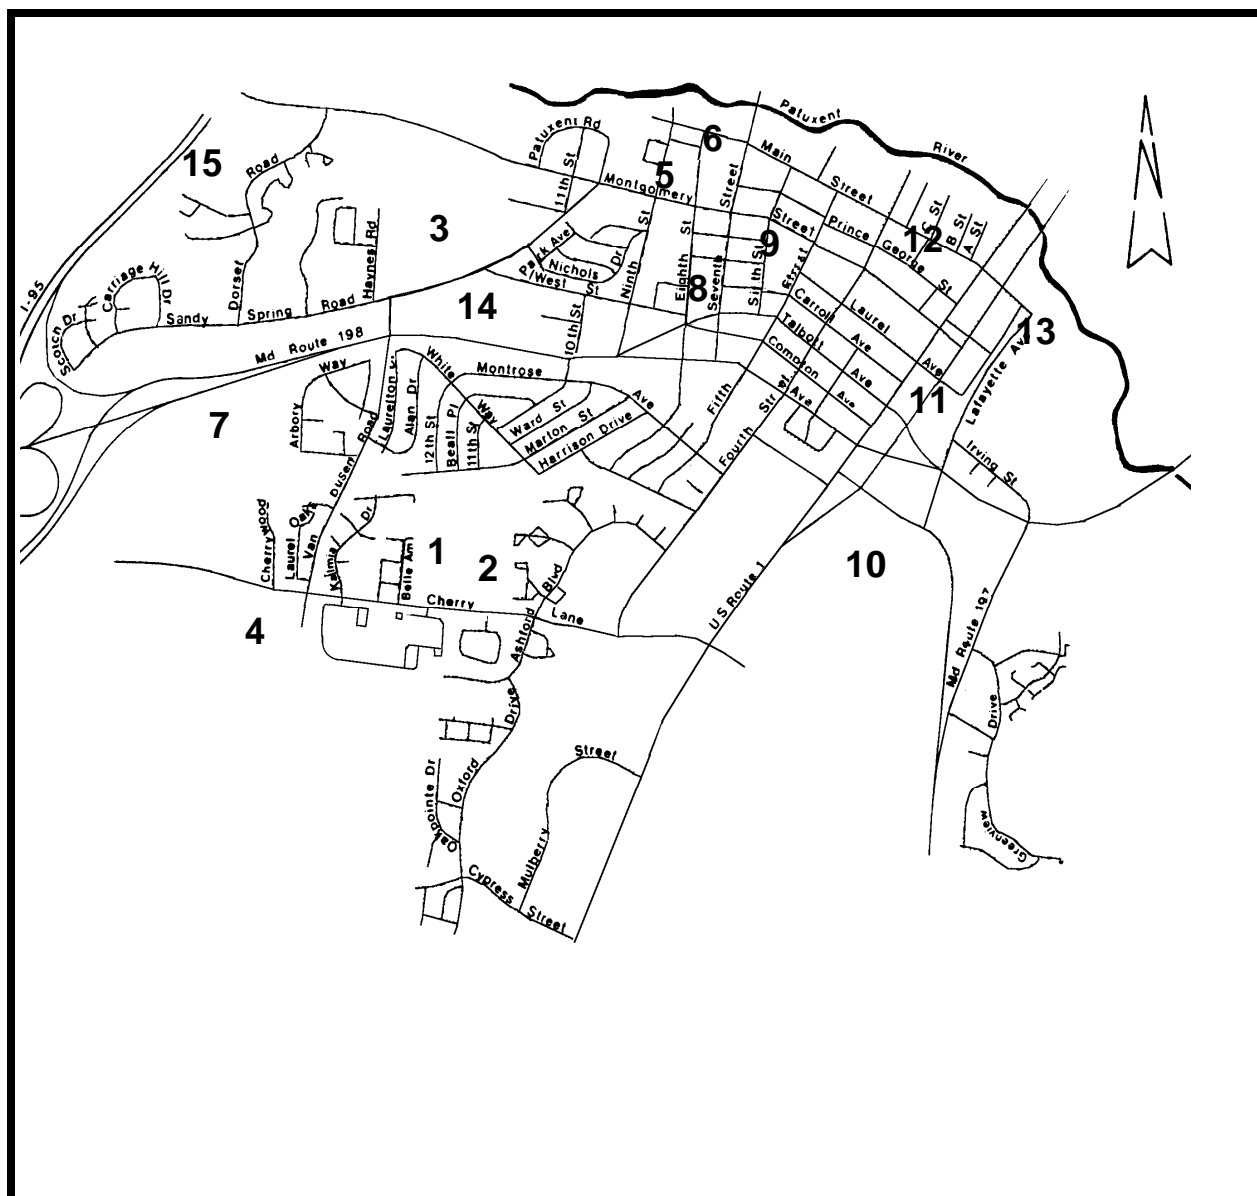 Patuxent
River
Patuxent Rd
11th St
6
Main
Street
15
Road
5
Montgomery
Street
C St
B St
A St
3
9
Street
Prince
George
St
12
I-95
Carriage Hill Dr
Dorset
Haynes Rd
Park Ave
Nichols
Dr
West St
Ninth
St
Eighth
St
Seventh
8
Scotch Dr
Sandy
Spring
Road
14
10th St
Carroll
Ave
Laurel
Ave
Talbott
Ave
Compton
Ave
13
Lafayette Ave
Md Route 198
Way
Arbory
7
Laurelton
Alan Dr
White
Way
Montrose
Ave
12th St
Beall Pl
11th St
Ward St
Marton St
Harrison Drive
Fifth
Street
Fourth
11
Irving St
Road
Dusen
Van
Cherrywood
Laurel
Oaks
Kalmia
Dr
Belle Am
1
2
Blvd
Ashford
10
U S Route 1
Cherry
Lane
4
Md Route 197
Drive
Greenview
Drive
Oxford
Oakpointe Dr
Street
Mulberry
Cypress
Street